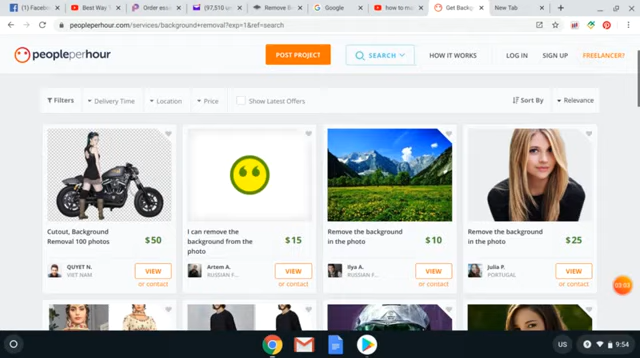 (1) Facebo
Best Way
Order ess
(97,510 un
Remove B
Google
how to m
Get Backg
New Tab
peopleperhour.com/services/background+removal?exp=1&ref=search
peopleperhour
POST PROJECT
SEARCH
HOW IT WORKS
LOG IN
SIGN UP
FREELANCER?
Filters
Delivery Time
Location
Price
Show Latest Offers
Sort By
Relevance
Cutout, Background
Removal 100 photos
$50
QUYET N.
VIET NAM
VIEW
or contact
I can remove the
background from the
photo
$15
Artem A.
RUSSIAN F...
VIEW
or contact
Remove the background
in the photo
$10
Ilya A.
RUSSIAN F...
VIEW
or contact
Remove the background
in the photo
$25
Julia P.
PORTUGAL
VIEW
or contact
03:03
US
9:54